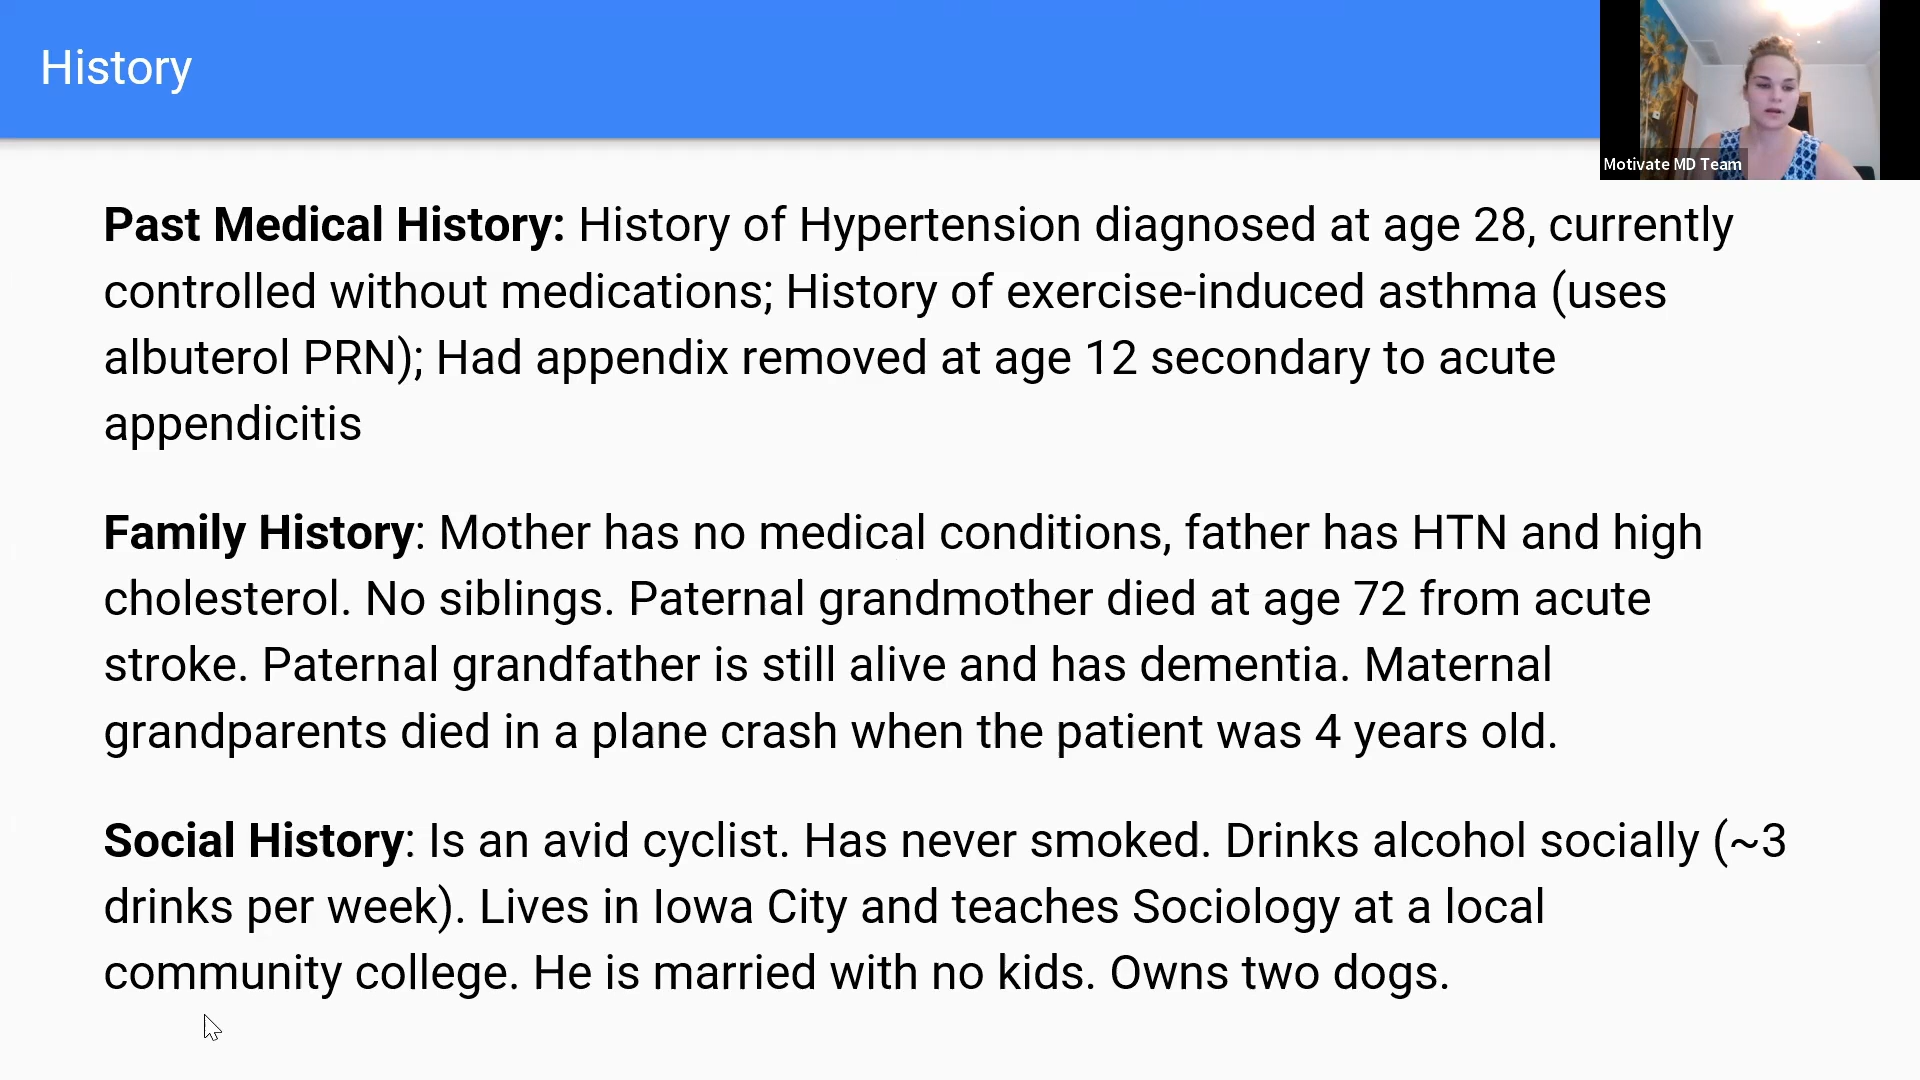 History
Motivate MD Team
Past Medical History: History of Hypertension diagnosed at age 28, currently
controlled without medications; History of exercise-induced asthma (uses
albuterol PRN); Had appendix removed at age 12 secondary to acute
appendicitis
Family History: Mother has no medical conditions, father has HTN and high
cholesterol. No siblings. Paternal grandmother died at age 72 from acute
stroke. Paternal grandfather is still alive and has dementia. Maternal
grandparents died in a plane crash when the patient was 4 years old.
Social History: Is an avid cyclist. Has never smoked. Drinks alcohol socially (~3
drinks per week). Lives in Iowa City and teaches Sociology at a local
community college. He is married with no kids. Owns two dogs.